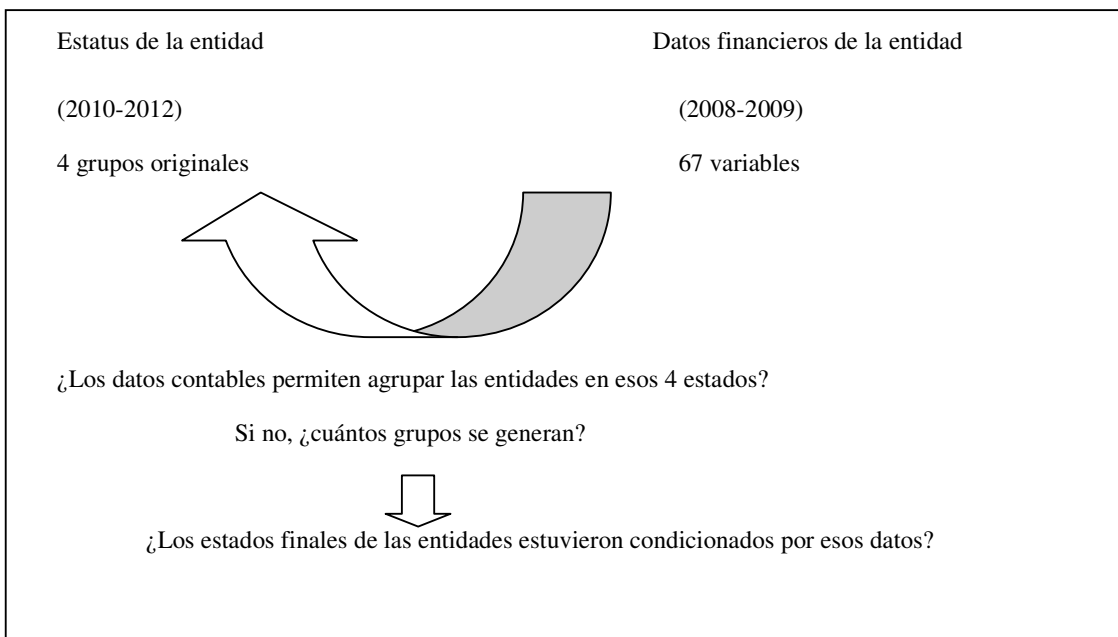 Estatus de la entidad
Datos financieros de la entidad
(2010-2012)
(2008-2009)
4 grupos originales
67 variables
¿Los datos contables permiten agrupar las entidades en esos 4 estados?
Si no, ¿cuántos grupos se generan?
¿Los estados finales de las entidades estuvieron condicionados por esos datos?